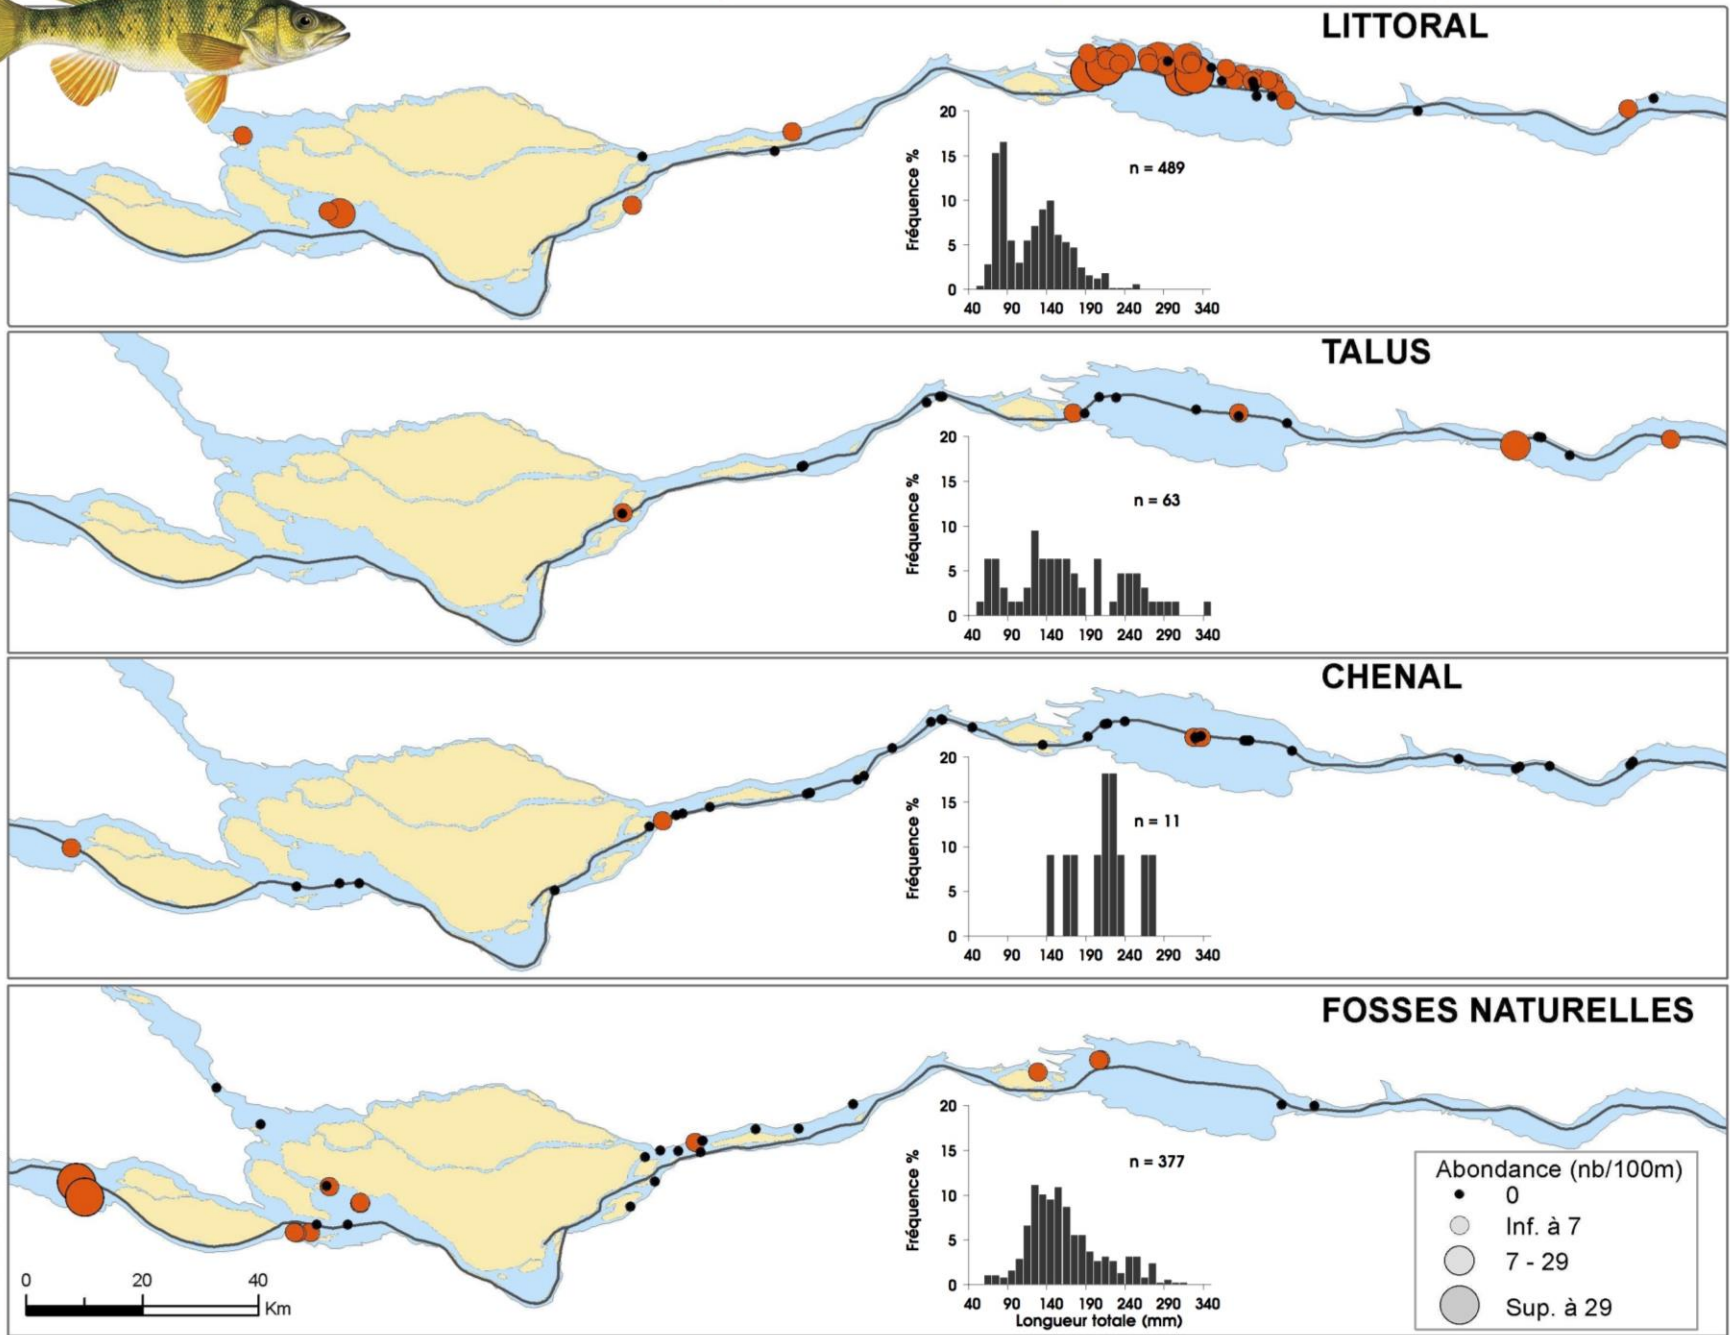 LITTORAL
Fréquence %
20
15
10
5
0
n = 489
40 90 140 190 240 290 340
TALUS
Fréquence %
20
15
10
5
0
n = 63
40 90 140 190 240 290 340
CHENAL
Fréquence %
20
15
10
5
0
n = 11
40 90 140 190 240 290 340
FOSSES NATURELLES
Fréquence %
20
15
10
5
0
n = 377
40 90 140 190 240 290 340
Longueur totale (mm)
0 20 40
Km
Abondance (nb/100m)
0
Inf. à 7
7 - 29
Sup. à 29